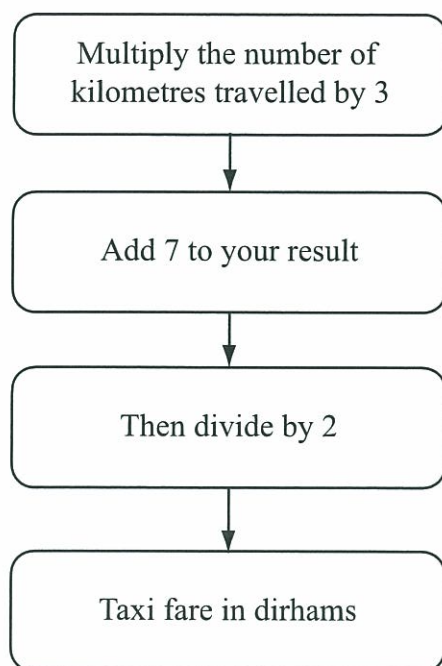 Multiply the number of
kilometres travelled by 3
Add 7 to your result
Then divide by 2
Taxi fare in dirhams